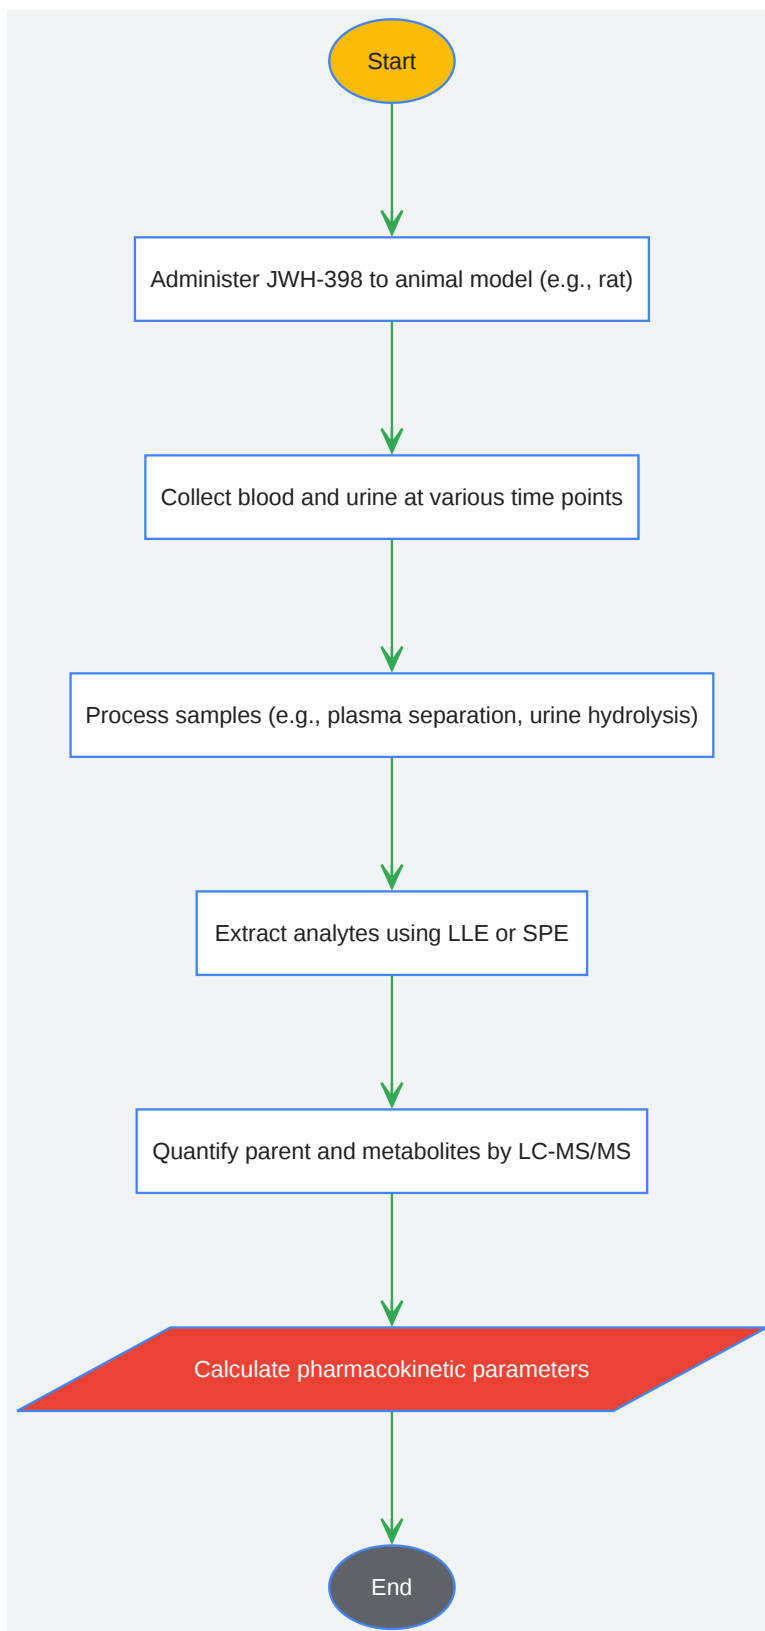 Start
Administer JWH-398 to animal model (e.g., rat)
Collect blood and urine at various time points
Process samples (e.g., plasma separation, urine hydrolysis)
Extract analytes using LLE or SPE
Quantify parent and metabolites by LC-MS/MS
Calculate pharmacokinetic parameters
End